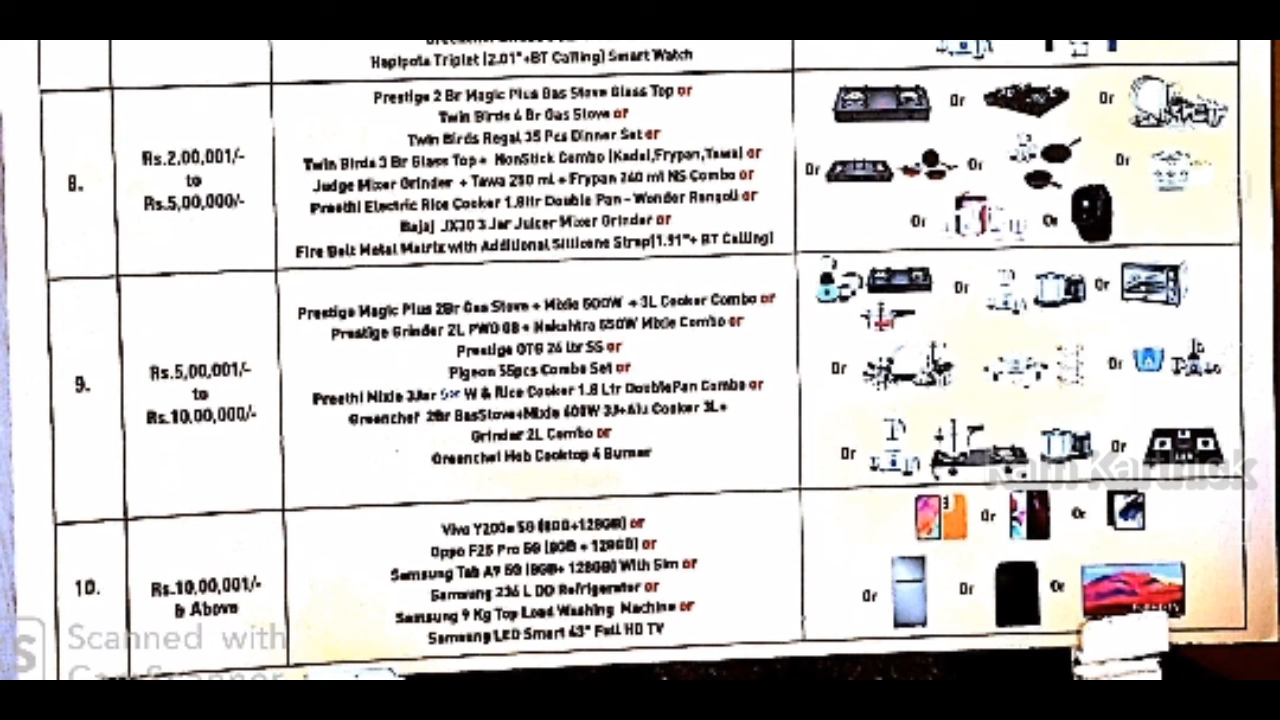 Hapipola Triplet (2.01"+BT Calling) Smart Watch
8.
Rs.2,00,001/-
to
Rs.5,00,000/-
Prestige 2 Br Magic Plus Gas Stove Glass Top or
Twin Birds 4 Br Gas Stove or
Twin Birds Regal 35 Pcs Dinner Set or
Twin Birds 3 Br Glass Top + NonStick Combo (Kadai,Frypan,Tawa) or
Judge Mixer Grinder + Tawa 250 ml + Frypan 240 ml NS Combo or
Preethi Electric Rice Cooker 1.8ltr Double Pan - Wonder Rangoli or
Bajaj JX10 3 Jar Juicer Mixer Grinder or
Fire Bolt Metal Matrix with Additional Silicone Strap(1.91"+ BT Calling)
Or Or
Or Or Or
Or Or
9.
Rs.5,00,001/-
to
Rs.10,00,000/-
Prestige Magic Plus 2Br Gas Stove + Mixie 500W + 3L Cooker Combo or
Prestige Grinder 2L PWG 08 + Nakshtra 550W Mixie Combo or
Prestige OTG 26 Ltr SS or
Pigeon 55pcs Combo Set or
Preethi Mixie 3Jar W & Rice Cooker 1.8 Ltr DoublePan Combo or
Greenchef 2Br GasStove+Mixie 600W 3J+Alu Cooker 3L+
Grinder 2L Combo or
Greenchef Hob Cooktop 4 Burner
Or Or
Or Or
Or Or
10.
Rs.10,00,001/-
& Above
Vivo Y200e 5G (8GB+128GB) or
Oppo F25 Pro 5G (8GB + 128GB) or
Samsung Tab A9 5G (8GB+ 128GB) With Sim or
Samsung 236 L DD Refrigerator or
Samsung 9 Kg Top Load Washing Machine or
Samsung LED Smart 43" Full HD TV
Or Or
Or Or Or
Ram Karthick
Scanned with